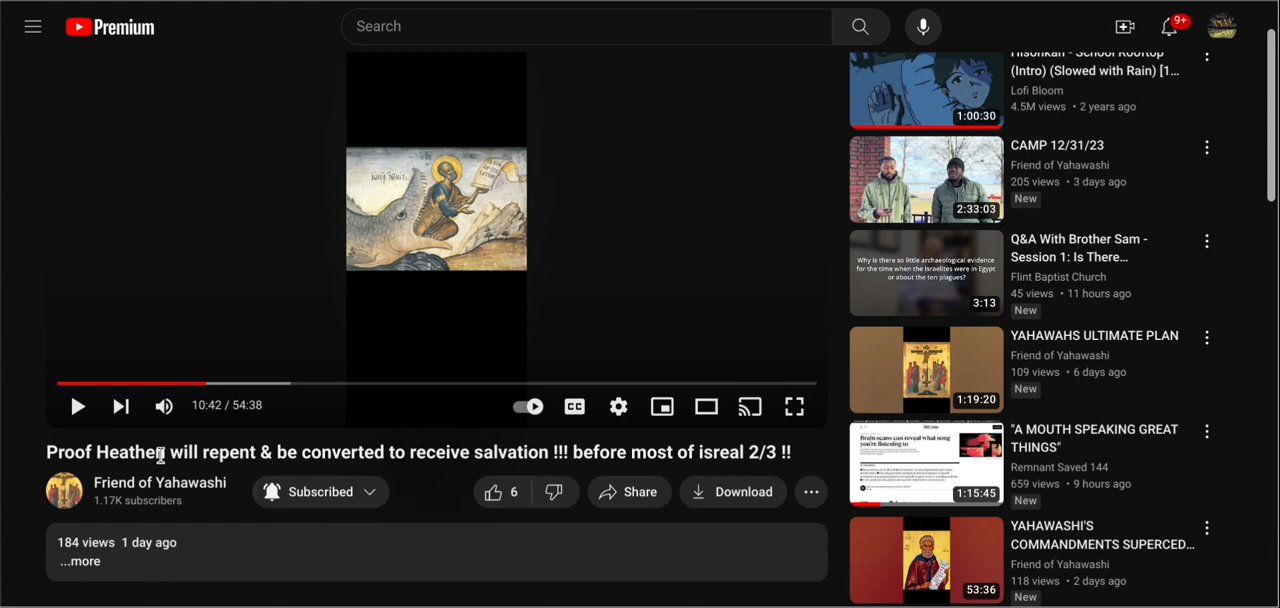 Premium
Search
9+
(Intro) (Slowed with Rain) [1...
Lofi Bloom
4.5M views • 2 years ago
1:00:30
CAMP 12/31/23
Friend of Yahawashi
205 views • 3 days ago
New
2:33:03
Q&A With Brother Sam -
Session 1: Is There...
Flint Baptist Church
45 views • 11 hours ago
New
Why is there so little archaeological evidence
for the time when the Israelites were in Egypt
or about the ten plagues?
3:13
YAHAWAHS ULTIMATE PLAN
Friend of Yahawashi
109 views • 6 days ago
New
1:19:20
"A MOUTH SPEAKING GREAT
THINGS"
Remnant Saved 144
659 views • 9 hours ago
New
Brain scans can reveal what song
you're listening to
1:15:45
YAHAWASHI'S
COMMANDMENTS SUPERCED...
Friend of Yahawashi
118 views • 2 days ago
New
53:36
10:42 / 54:38
CC
Proof Heathens will & Do converted to receive salvation !!! before most of isreal 2/3 !!
Friend of Yahawashi
1.17K subscribers
Subscribed
6
Share
Download
184 views 1 day ago
...more